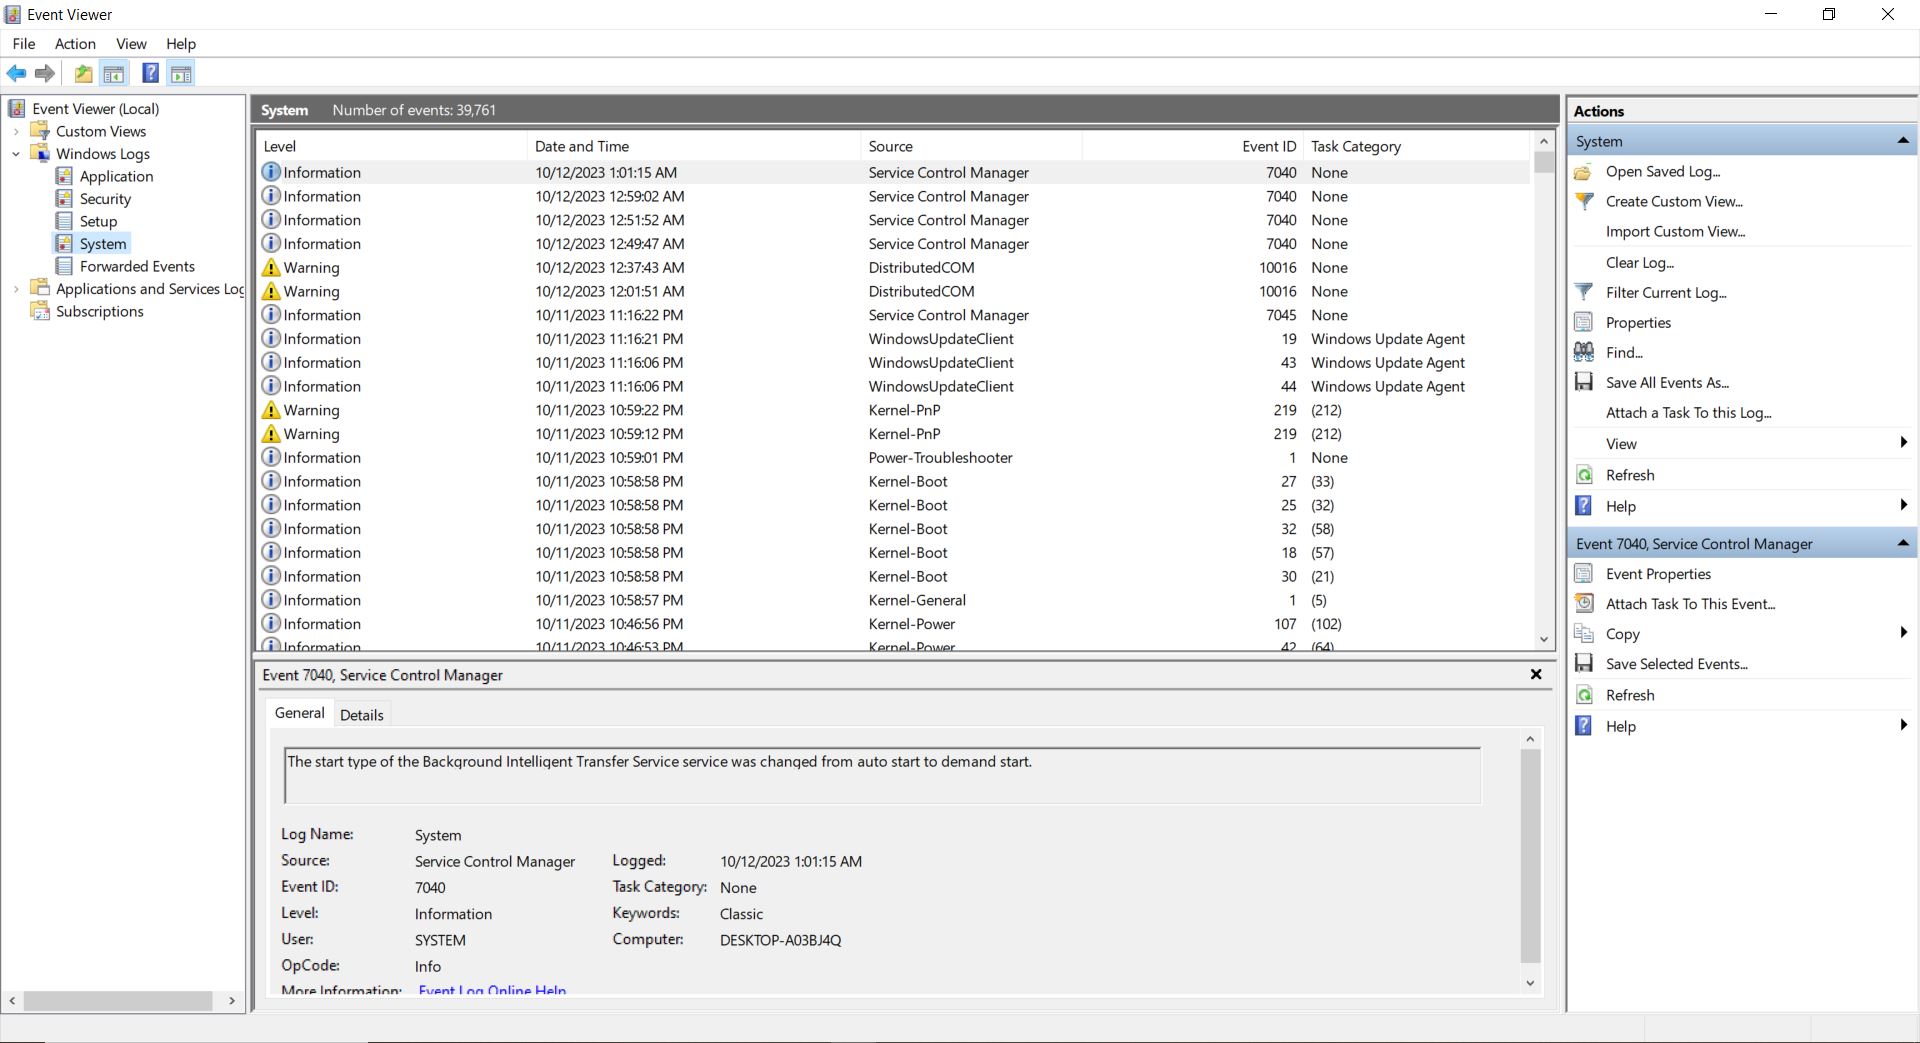 Event Viewer
File Action View Help
Event Viewer (Local)
Custom Views
Windows Logs
Application
Security
Setup
System
Forwarded Events
Applications and Services Log
Subscriptions
System Number of events: 39,761
Level Date and Time Source Event ID Task Category
Information 10/12/2023 1:01:15 AM Service Control Manager 7040 None
Information 10/12/2023 12:59:02 AM Service Control Manager 7040 None
Information 10/12/2023 12:51:52 AM Service Control Manager 7040 None
Information 10/12/2023 12:49:47 AM Service Control Manager 7040 None
Warning 10/12/2023 12:37:43 AM DistributedCOM 10016 None
Warning 10/12/2023 12:01:51 AM DistributedCOM 10016 None
Information 10/11/2023 11:16:22 PM Service Control Manager 7045 None
Information 10/11/2023 11:16:21 PM WindowsUpdateClient 19 Windows Update Agent
Information 10/11/2023 11:16:06 PM WindowsUpdateClient 43 Windows Update Agent
Information 10/11/2023 11:16:06 PM WindowsUpdateClient 44 Windows Update Agent
Warning 10/11/2023 10:59:22 PM Kernel-PnP 219 (212)
Warning 10/11/2023 10:59:12 PM Kernel-PnP 219 (212)
Information 10/11/2023 10:59:01 PM Power-Troubleshooter 1 None
Information 10/11/2023 10:58:58 PM Kernel-Boot 27 (33)
Information 10/11/2023 10:58:58 PM Kernel-Boot 25 (32)
Information 10/11/2023 10:58:58 PM Kernel-Boot 32 (58)
Information 10/11/2023 10:58:58 PM Kernel-Boot 18 (57)
Information 10/11/2023 10:58:58 PM Kernel-Boot 30 (21)
Information 10/11/2023 10:58:57 PM Kernel-General 1 (5)
Information 10/11/2023 10:46:56 PM Kernel-Power 107 (102)
Information 10/11/2023 10:46:53 PM Kernel-Power 42 (64)
Event 7040, Service Control Manager
General Details
The start type of the Background Intelligent Transfer Service service was changed from auto start to demand start.
Log Name: System
Source: Service Control Manager Logged: 10/12/2023 1:01:15 AM
Event ID: 7040 Task Category: None
Level: Information Keywords: Classic
User: SYSTEM Computer: DESKTOP-A03BJ4Q
OpCode: Info
More Information: Event Log Online Help
Actions
System
Open Saved Log...
Create Custom View...
Import Custom View...
Clear Log...
Filter Current Log...
Properties
Find...
Save All Events As...
Attach a Task To this Log...
View
Refresh
Help
Event 7040, Service Control Manager
Event Properties
Attach Task To This Event...
Copy
Save Selected Events...
Refresh
Help